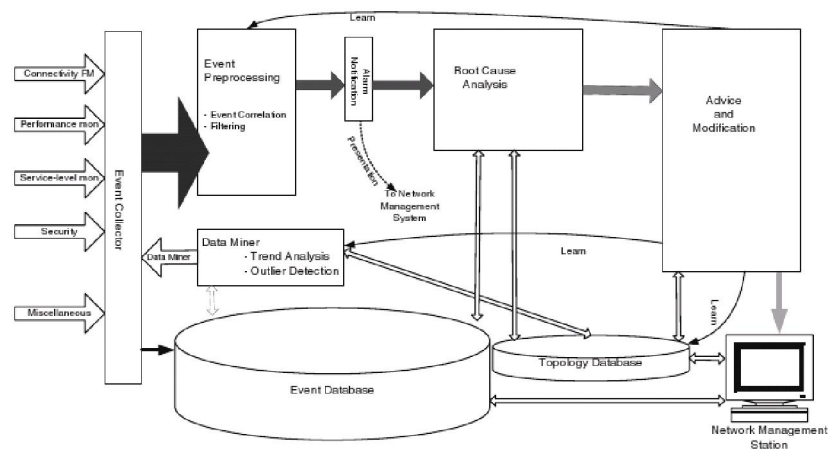 Learn
Event
Preprocessing
- Event Correlation
- Filtering
Alarm
Notification
Root Cause
Analysis
Advice
and
Modification
Connectivity FM
Performance mon
Service-level mon
Security
Miscellaneous
Event Collector
Presentation
To Network
Management
System
Data Miner
Data Miner
- Trend Analysis
- Outlier Detection
Learn
Learn
Event Database
Topology Database
Network Management
Station